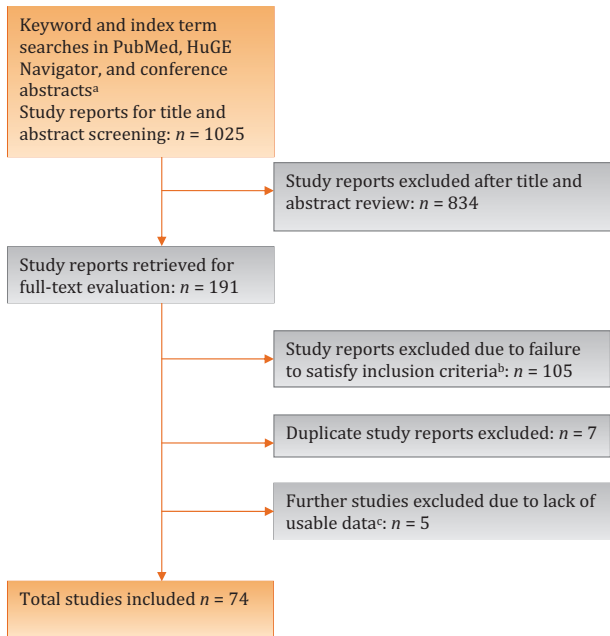 Keyword and index term
searches in PubMed, HuGE
Navigator, and conference
abstractsᵃ
Study reports for title and
abstract screening: n = 1025
Study reports excluded after title and
abstract review: n = 834
Study reports retrieved for
full-text evaluation: n = 191
Study reports excluded due to failure
to satisfy inclusion criteriaᵇ: n = 105
Duplicate study reports excluded: n = 7
Further studies excluded due to lack of
usable dataᶜ: n = 5
Total studies included n = 74